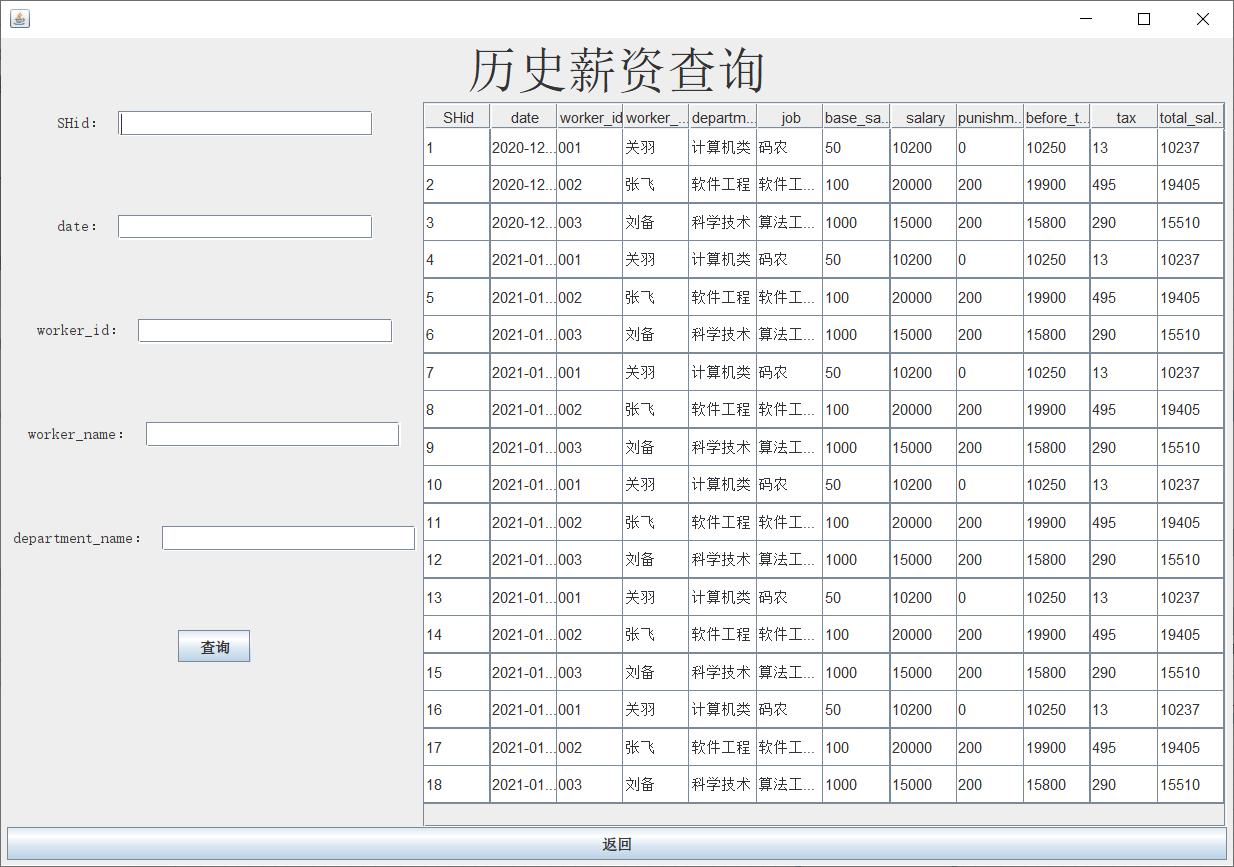 历史薪资查询
SHid：
date：
worker_id：
worker_name：
department_name：
查询
SHid date worker_id worker_... departm... job base_sa... salary punishm... before_t... tax total_sal...
1 2020-12... 001 关羽 计算机类 码农 50 10200 0 10250 13 10237
2 2020-12... 002 张飞 软件工程 软件工... 100 20000 200 19900 495 19405
3 2020-12... 003 刘备 科学技术 算法工... 1000 15000 200 15800 290 15510
4 2021-01... 001 关羽 计算机类 码农 50 10200 0 10250 13 10237
5 2021-01... 002 张飞 软件工程 软件工... 100 20000 200 19900 495 19405
6 2021-01... 003 刘备 科学技术 算法工... 1000 15000 200 15800 290 15510
7 2021-01... 001 关羽 计算机类 码农 50 10200 0 10250 13 10237
8 2021-01... 002 张飞 软件工程 软件工... 100 20000 200 19900 495 19405
9 2021-01... 003 刘备 科学技术 算法工... 1000 15000 200 15800 290 15510
10 2021-01... 001 关羽 计算机类 码农 50 10200 0 10250 13 10237
11 2021-01... 002 张飞 软件工程 软件工... 100 20000 200 19900 495 19405
12 2021-01... 003 刘备 科学技术 算法工... 1000 15000 200 15800 290 15510
13 2021-01... 001 关羽 计算机类 码农 50 10200 0 10250 13 10237
14 2021-01... 002 张飞 软件工程 软件工... 100 20000 200 19900 495 19405
15 2021-01... 003 刘备 科学技术 算法工... 1000 15000 200 15800 290 15510
16 2021-01... 001 关羽 计算机类 码农 50 10200 0 10250 13 10237
17 2021-01... 002 张飞 软件工程 软件工... 100 20000 200 19900 495 19405
18 2021-01... 003 刘备 科学技术 算法工... 1000 15000 200 15800 290 15510
返回